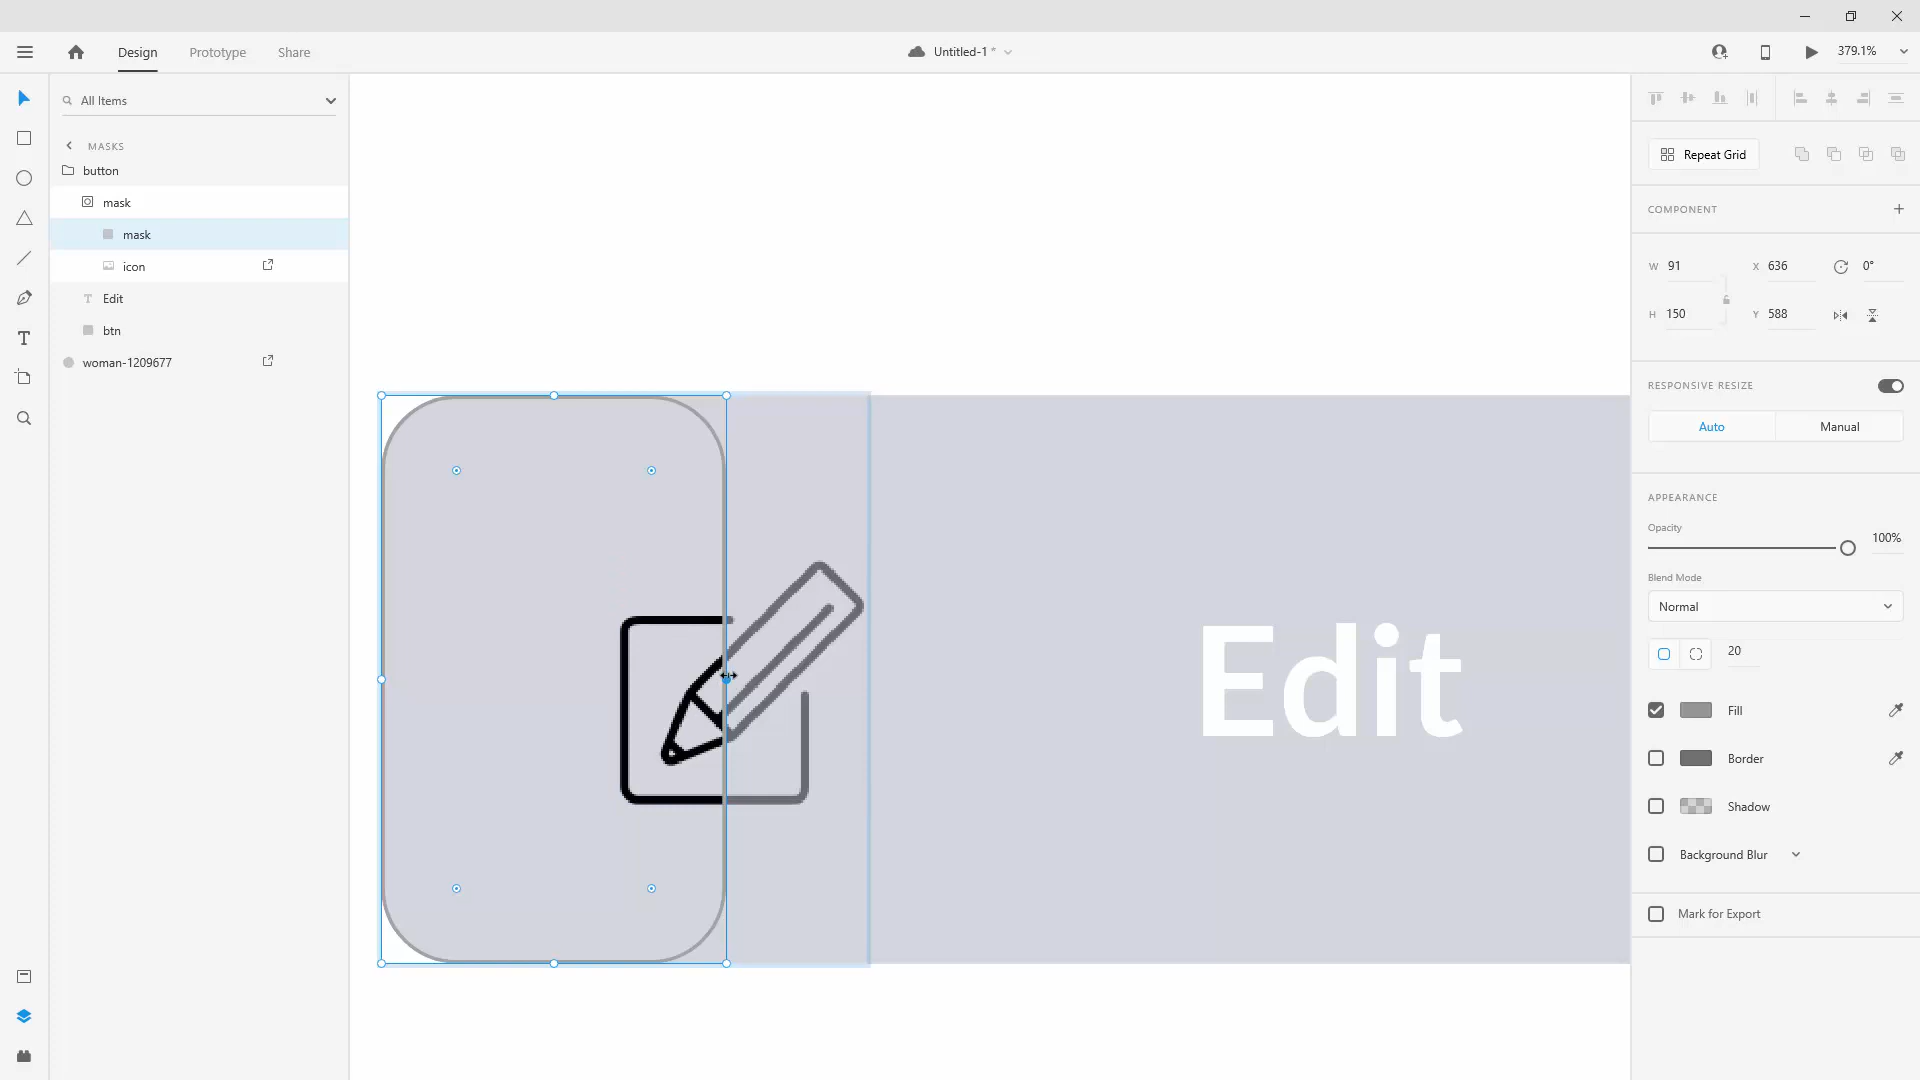 Design
Prototype
Share
Untitled-1 *
379.1%
All Items
MASKS
button
mask
mask
icon
Edit
btn
woman-1209677
Edit
Repeat Grid
COMPONENT
W 91
X 636
0°
H 150
Y 588
RESPONSIVE RESIZE
Auto
Manual
APPEARANCE
Opacity
100%
Blend Mode
Normal
20
Fill
Border
Shadow
Background Blur
Mark for Export